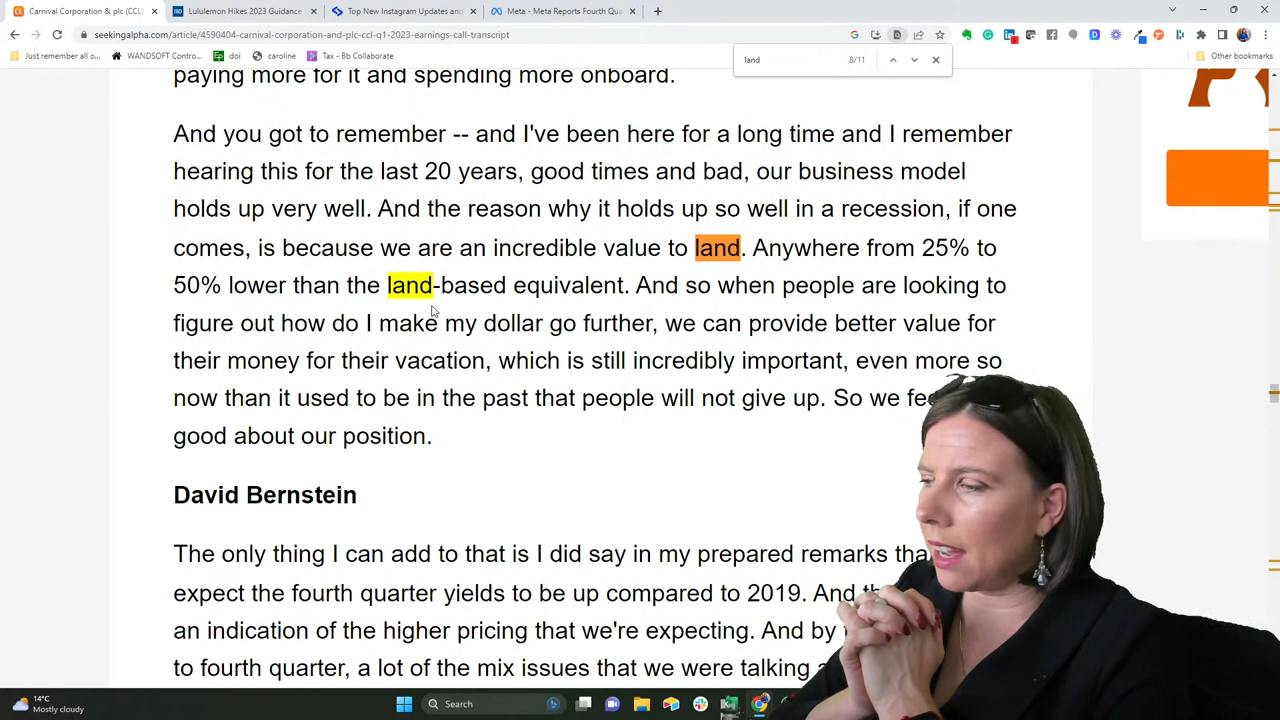 Carnival Corporation & plc (CCL)
Lululemon Hikes 2023 Guidance
Top New Instagram Updates and
Meta - Meta Reports Fourth Qua
seekingalpha.com/article/4590404-carnival-corporation-and-plc-ccl-q1-2023-earnings-call-transcript
Just remember all o...
WANDSOFT Contro...
doi
caroline
Tax - Bb Collaborate
Other bookmarks
land
8/11
paying more for it and spending more onboard.
And you got to remember -- and I've been here for a long time and I remember
hearing this for the last 20 years, good times and bad, our business model
holds up very well. And the reason why it holds up so well in a recession, if one
comes, is because we are an incredible value to land. Anywhere from 25% to
50% lower than the land-based equivalent. And so when people are looking to
figure out how do I make my dollar go further, we can provide better value for
their money for their vacation, which is still incredibly important, even more so
now than it used to be in the past that people will not give up. So we fee
good about our position.
David Bernstein
The only thing I can add to that is I did say in my prepared remarks tha
expect the fourth quarter yields to be up compared to 2019. And th
an indication of the higher pricing that we're expecting. And by
to fourth quarter, a lot of the mix issues that we were talking a
14°C
Mostly cloudy
Search